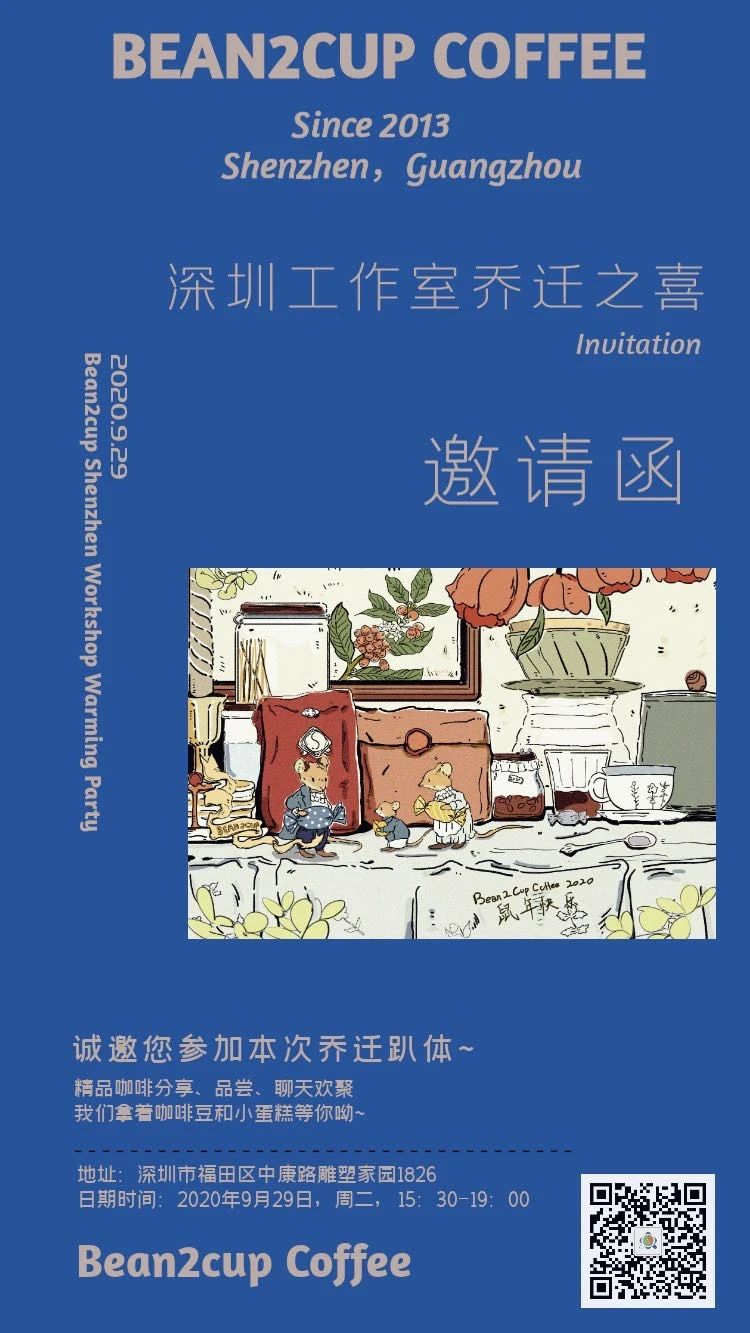 BEAN2CUP COFFEE
Since 2013
Shenzhen，Guangzhou
深圳工作室乔迁之喜
Invitation
2020.9.29
Bean2cup Shenzhen Workshop Warming Party
邀请函
BEAN2CUP
Bean2Cup Coffee 2020
鼠年快乐
诚邀您参加本次乔迁趴体~
精品咖啡分享、品尝、聊天欢聚
我们拿着咖啡豆和小蛋糕等你呦~
地址：深圳市福田区中康路雕塑家园1826
日期时间：2020年9月29日，周二，15：30-19：00
Bean2cup Coffee